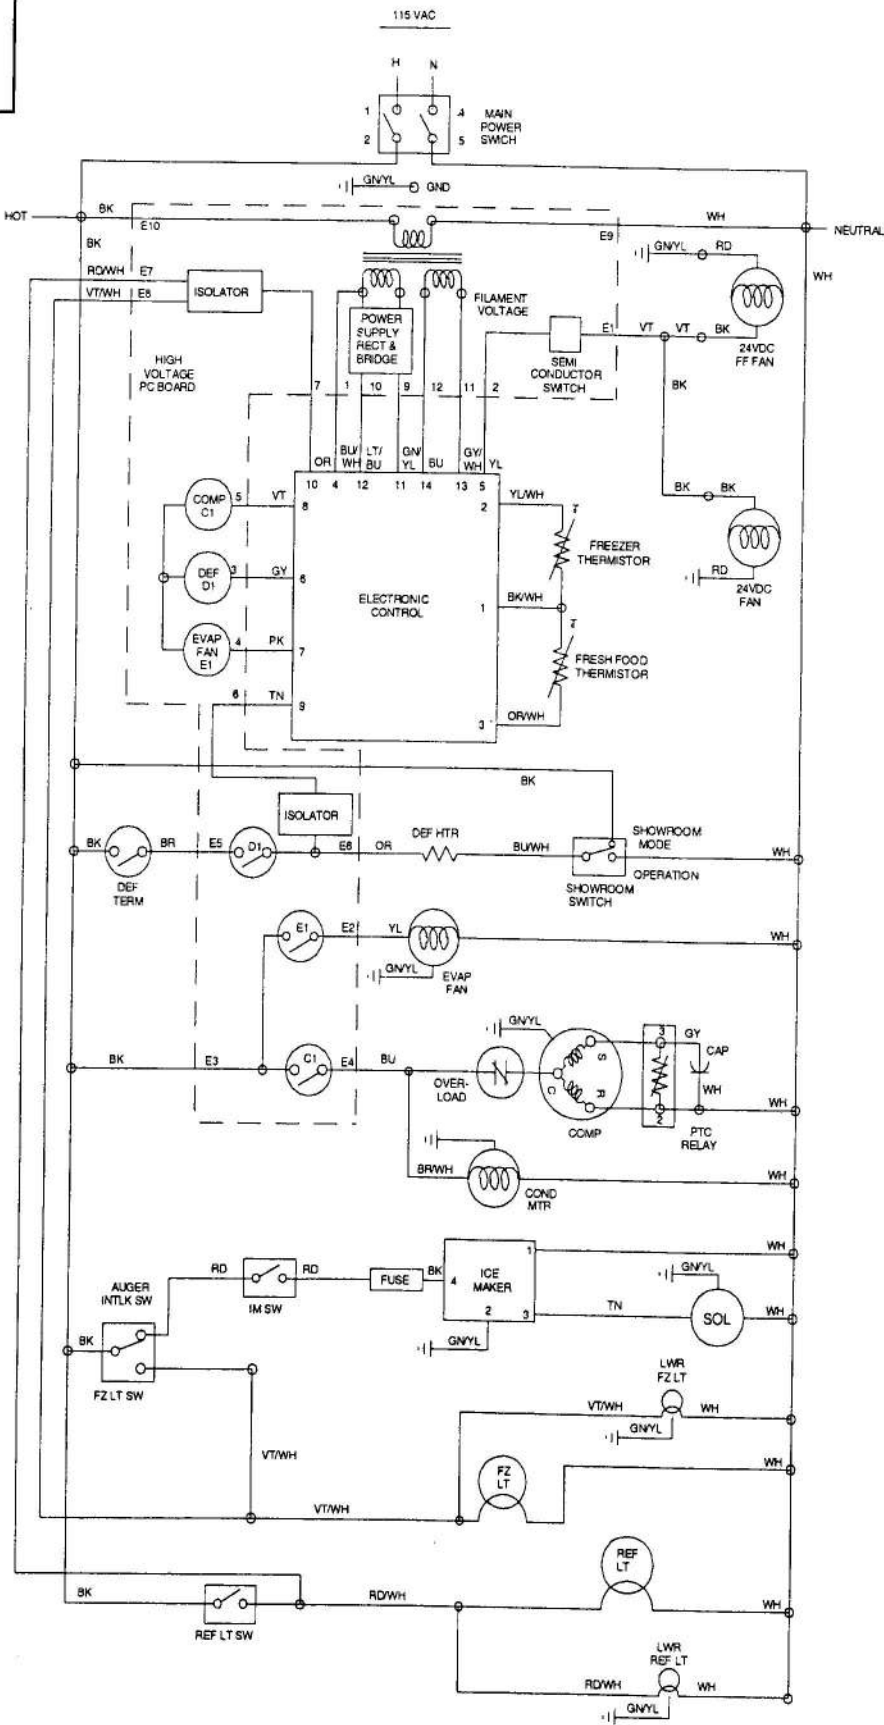 115 VAC
H N
1 4
2 5
MAIN
POWER
SWICH
GN/YL GND
HOT
BK
E10
WH
E9
NEUTRAL
BK
GN/YL RD
WH
RD/WH E7
VT/WH E8
ISOLATOR
FILAMENT
VOLTAGE
POWER
SUPPLY
RECT &
BRIDGE
E1 VT VT BK
24VDC
FF FAN
SEMI
CONDUCTOR
SWITCH
HIGH
VOLTAGE
PC BOARD
BK
7 1 10 9 12 11 2
OR BU/WH LT/BU GN/YL BU GY/WH YL
10 4 12 11 14 13 5
COMP
C1
5 VT 8
2 YL/WH
BK BK
FREEZER
THERMISTOR
DEF
D1
3 GY 6
RD
24VDC
FAN
ELECTRONIC
CONTROL
1 BK/WH
EVAP
FAN
E1
4 PK 7
FRESH FOOD
THERMISTOR
6 TN 9
3 OR/WH
BK
ISOLATOR
BK BR E5 D1 E6 OR DEF HTR BU/WH
SHOWROOM
MODE
OPERATION
WH
DEF
TERM
SHOWROOM
SWITCH
E1 E2 YL WH
GN/YL EVAP
FAN
GN/YL
BK E3 C1 E4 BU
OVER-
LOAD
S
C
R
COMP
3 GY
CAP
WH
2
PTC
RELAY
WH
BR/WH COND
MTR
WH
AUGER
INTLK SW
RD RD
IM SW
FUSE
BK 4
ICE
MAKER
1 WH
2 3
GN/YL
TN
SOL
GN/YL
WH
BK
FZ LT SW
LWR
FZ LT
VT/WH WH
GN/YL
VT/WH
FZ
LT
WH
VT/WH
REF
LT
BK
REF LT SW
RD/WH
WH
LWR
REF LT
RD/WH WH
GN/YL